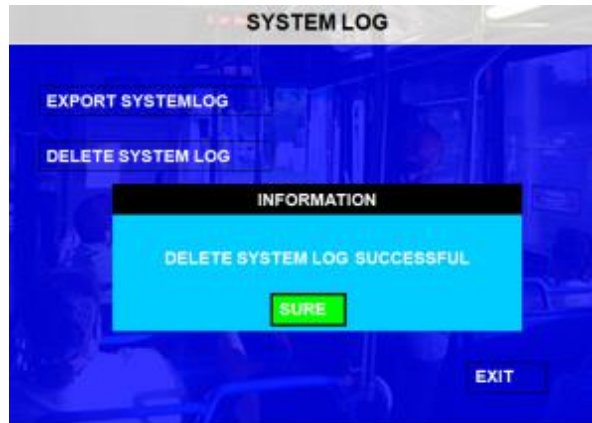 SYSTEM LOG
EXPORT SYSTEMLOG
DELETE SYSTEM LOG
INFORMATION
DELETE SYSTEM LOG SUCCESSFUL
SURE
EXIT